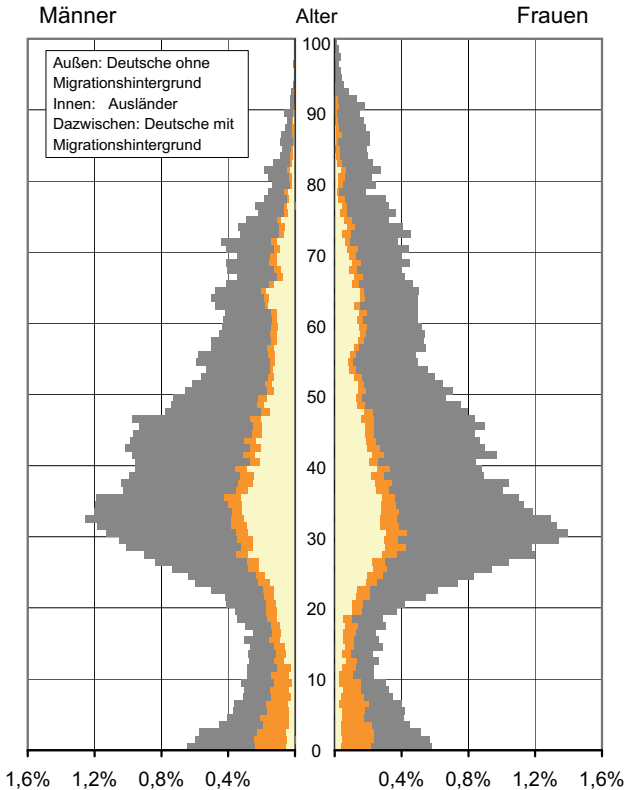 Männer Alter Frauen
100
Außen: Deutsche ohne
Migrationshintergrund
Innen: Ausländer
Dazwischen: Deutsche mit
Migrationshintergrund
90
80
70
60
50
40
30
20
10
0
1,6% 1,2% 0,8% 0,4% 0,4% 0,8% 1,2% 1,6%